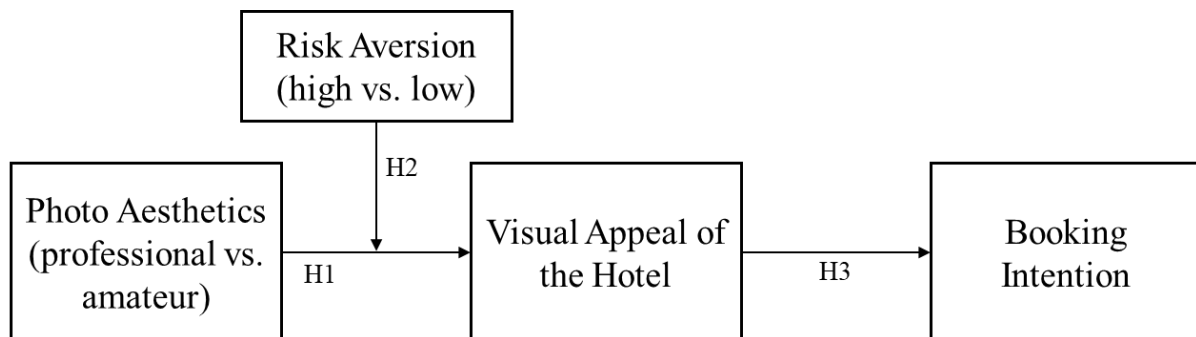 Risk Aversion
(high vs. low)
H2
Photo Aesthetics
(professional vs.
amateur)
H1
Visual Appeal of
the Hotel
H3
Booking
Intention